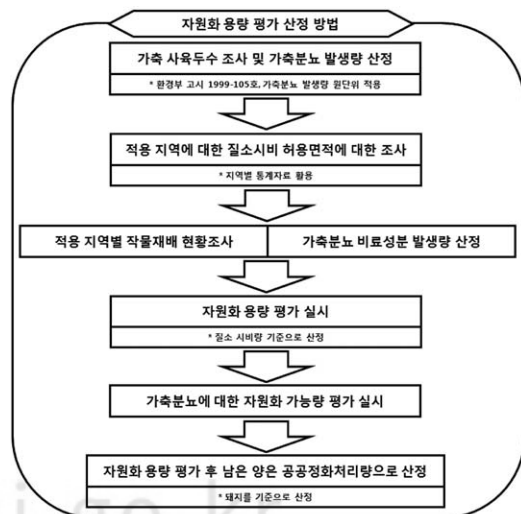 자원화 용량 평가 산정 방법
가축 사육두수 조사 및 가축분뇨 발생량 산정
* 환경부 고시 1999-105호, 가축분뇨 발생량 원단위 적용
적용 지역에 대한 질소시비 허용면적에 대한 조사
* 지역별 통계자료 활용
적용 지역별 작물재배 현황조사
가축분뇨 비료성분 발생량 산정
자원화 용량 평가 실시
* 질소 시비량 기준으로 산정
가축분뇨에 대한 자원화 가능량 평가 실시
자원화 용량 평가 후 남은 양은 공공정화처리량으로 산정
* 돼지를 기준으로 산정